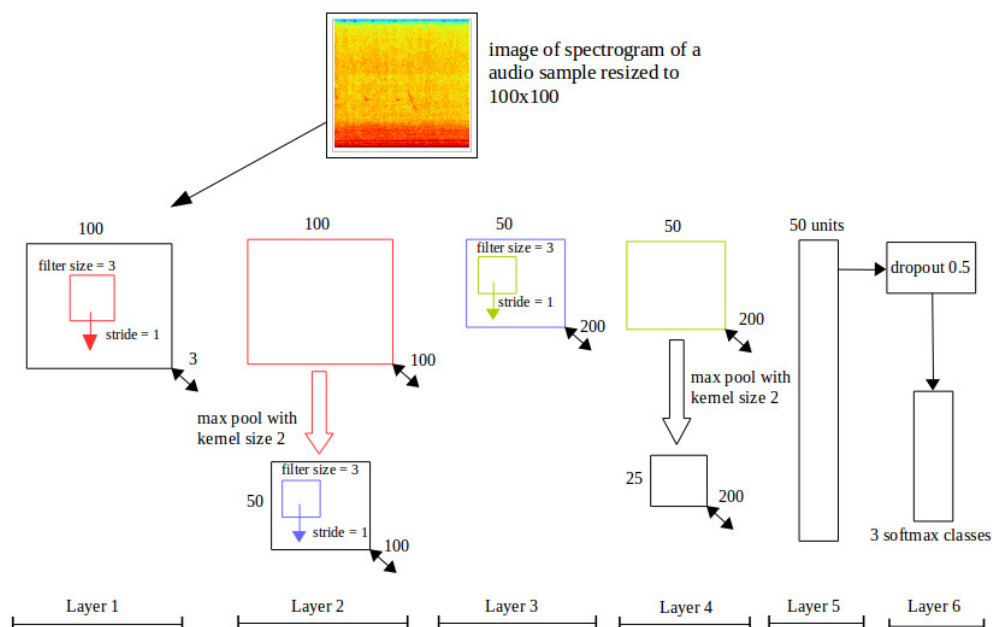 image of spectrogram of a
audio sample resized to
100x100
100
filter size = 3
stride = 1
3
100
100
max pool with
kernel size 2
filter size = 3
50
stride = 1
100
50
filter size = 3
stride = 1
200
50
200
max pool with
kernel size 2
25
200
50 units
dropout 0.5
3 softmax classes
Layer 1
Layer 2
Layer 3
Layer 4
Layer 5
Layer 6